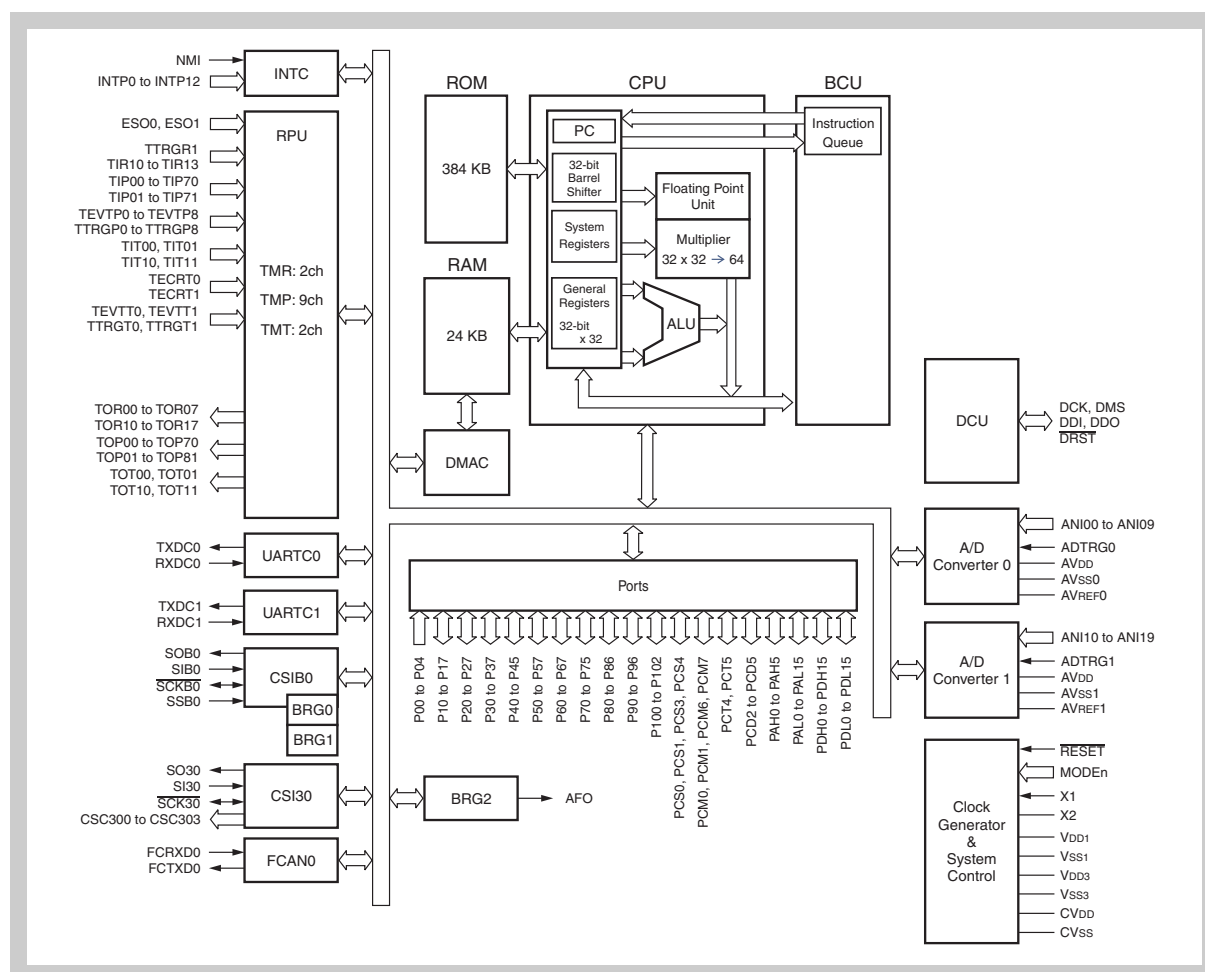 NMI
INTP0 to INTP12
INTC
ESO0, ESO1
TTRGR1
TIR10 to TIR13
TIP00 to TIP70
TIP01 to TIP71
TEVTP0 to TEVTP8
TTRGP0 to TTRGP8
TIT00, TIT01
TIT10, TIT11
TECRT0
TECRT1
TEVTT0, TEVTT1
TTRGT0, TTRGT1
RPU
TMR: 2ch
TMP: 9ch
TMT: 2ch
TOR00 to TOR07
TOR10 to TOR17
TOP00 to TOP70
TOP01 to TOP81
TOT00, TOT01
TOT10, TOT11
TXDC0
RXDC0
UARTC0
TXDC1
RXDC1
UARTC1
SOB0
SIB0
SCKB0
SSB0
CSIB0
BRG0
BRG1
SO30
SI30
SCK30
CSC300 to CSC303
CSI30
FCRXD0
FCTXD0
FCAN0
ROM
384 KB
RAM
24 KB
DMAC
CPU
PC
32-bit
Barrel
Shifter
System
Registers
General
Registers
32-bit
x 32
Floating Point
Unit
Multiplier
32 x 32 → 64
ALU
BCU
Instruction
Queue
Ports
P00 to P04
P10 to P17
P20 to P27
P30 to P37
P40 to P45
P50 to P57
P60 to P67
P70 to P75
P80 to P86
P90 to P96
P100 to P102
PCS0, PCS1, PCS3, PCS4
PCM0, PCM1, PCM6, PCM7
PCT4, PCT5
PCD2 to PCD5
PAH0 to PAH5
PAL0 to PAL15
PDH0 to PDH15
PDL0 to PDL15
BRG2
AFO
DCU
DCK, DMS
DDI, DDO
DRST
A/D
Converter 0
ANI00 to ANI09
ADTRG0
AVDD
AVSS0
AVREF0
A/D
Converter 1
ANI10 to ANI19
ADTRG1
AVDD
AVSS1
AVREF1
Clock
Generator
&
System
Control
RESET
MODEn
X1
X2
VDD1
VSS1
VDD3
VSS3
CVDD
CVSS